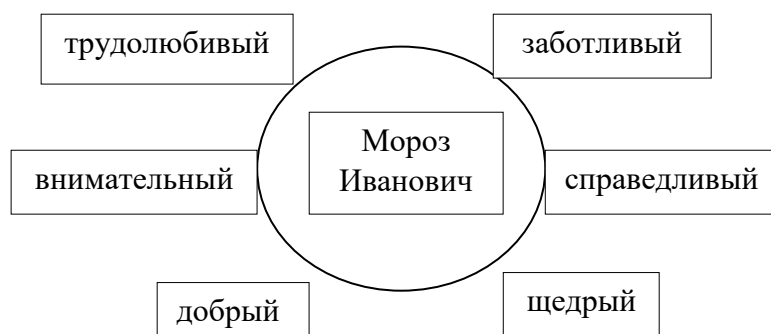 трудолюбивый
заботливый
Мороз
Иванович
внимательный
справедливый
добрый
щедрый